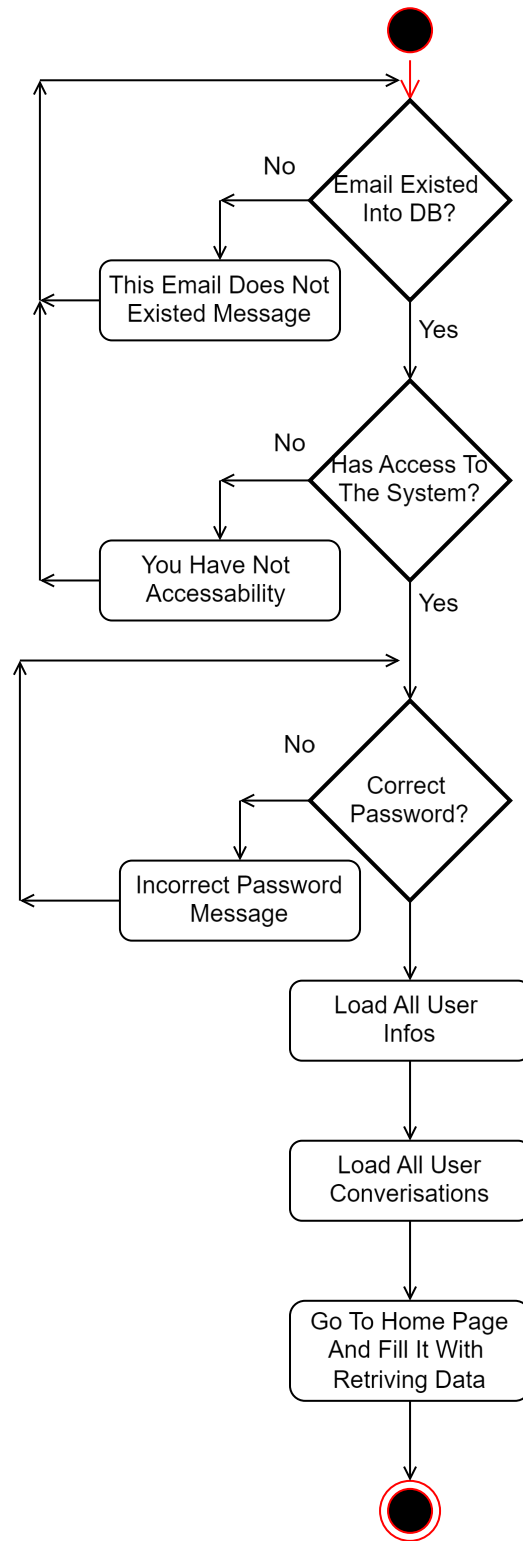 No
Email Existed
Into DB?
This Email Does Not
Existed Message
Yes
No
Has Access To
The System?
You Have Not
Accessability
Yes
No
Correct
Password?
Incorrect Password
Message
Load All User
Infos
Load All User
Converisations
Go To Home Page
And Fill It With
Retriving Data